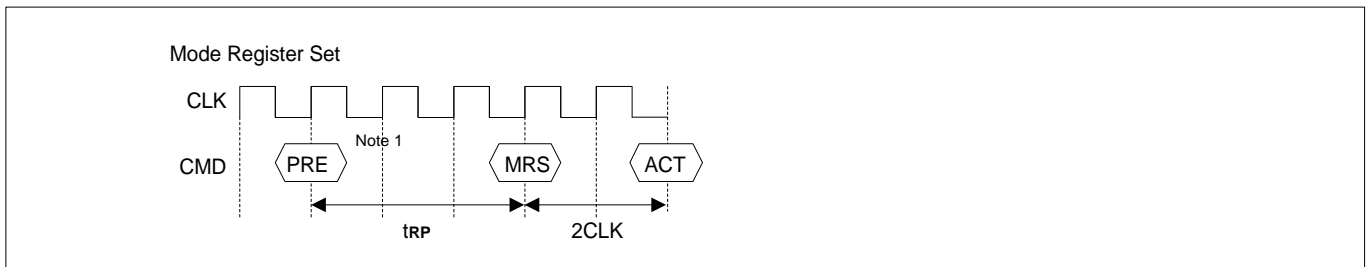 Mode Register Set
CLK
Note 1
CMD
PRE
MRS
ACT
tRP
2CLK